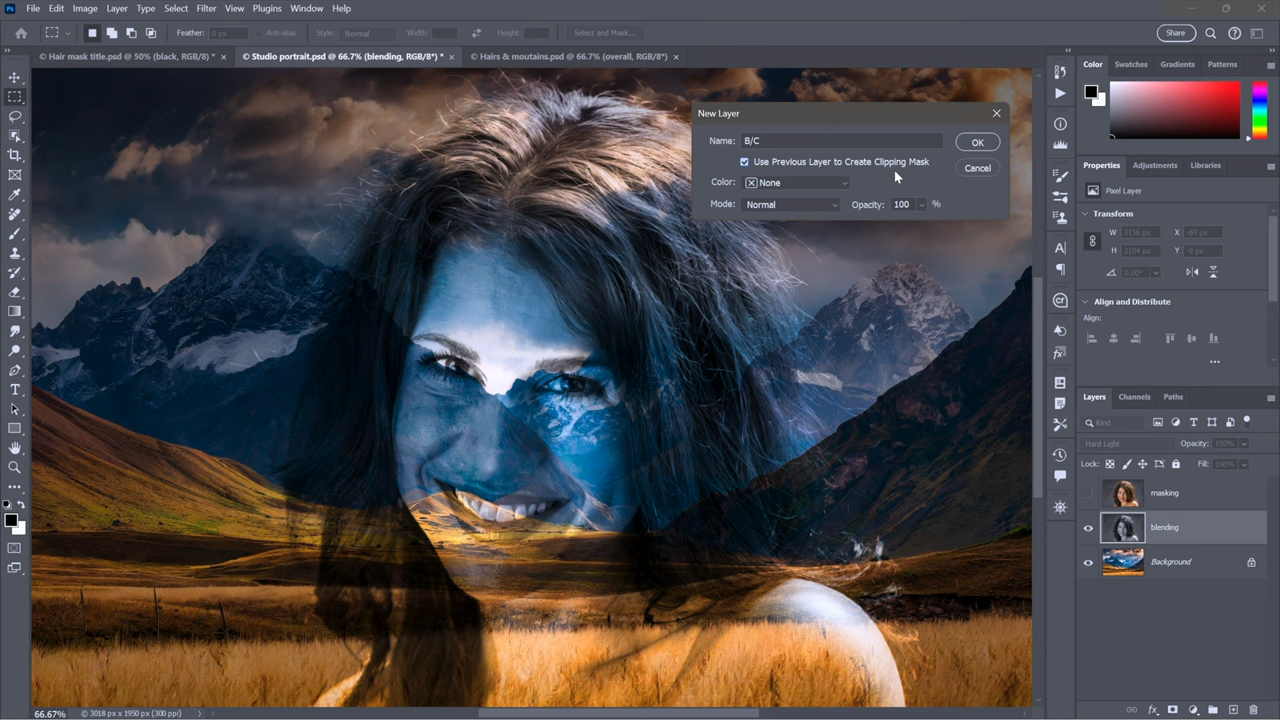 Ps File Edit Image Layer Type Select Filter View Plugins Window Help
Feather: 0 px Anti-alias Style: Normal Width: Height: Select and Mask... Share
© Hair mask title.psd @ 50% (black, RGB/8) * × © Studio portrait.psd @ 66.7% (blending, RGB/8*) * × © Hairs & moutains.psd @ 66.7% (overall, RGB/8*) ×
Color Swatches Gradients Patterns
New Layer
Name: B/C OK
Use Previous Layer to Create Clipping Mask
Cancel
Color: None
Mode: Normal Opacity: 100 %
Properties Adjustments Libraries
Pixel Layer
Transform
W 3156 px X -69 px
H 2104 px Y -9 px
0.00°
Align and Distribute
Align:
Layers Channels Paths
Kind
Hard Light Opacity: 100%
Lock: Fill: 100%
masking
blending
Background
66.67% © 3018 px x 1950 px (300 ppi)